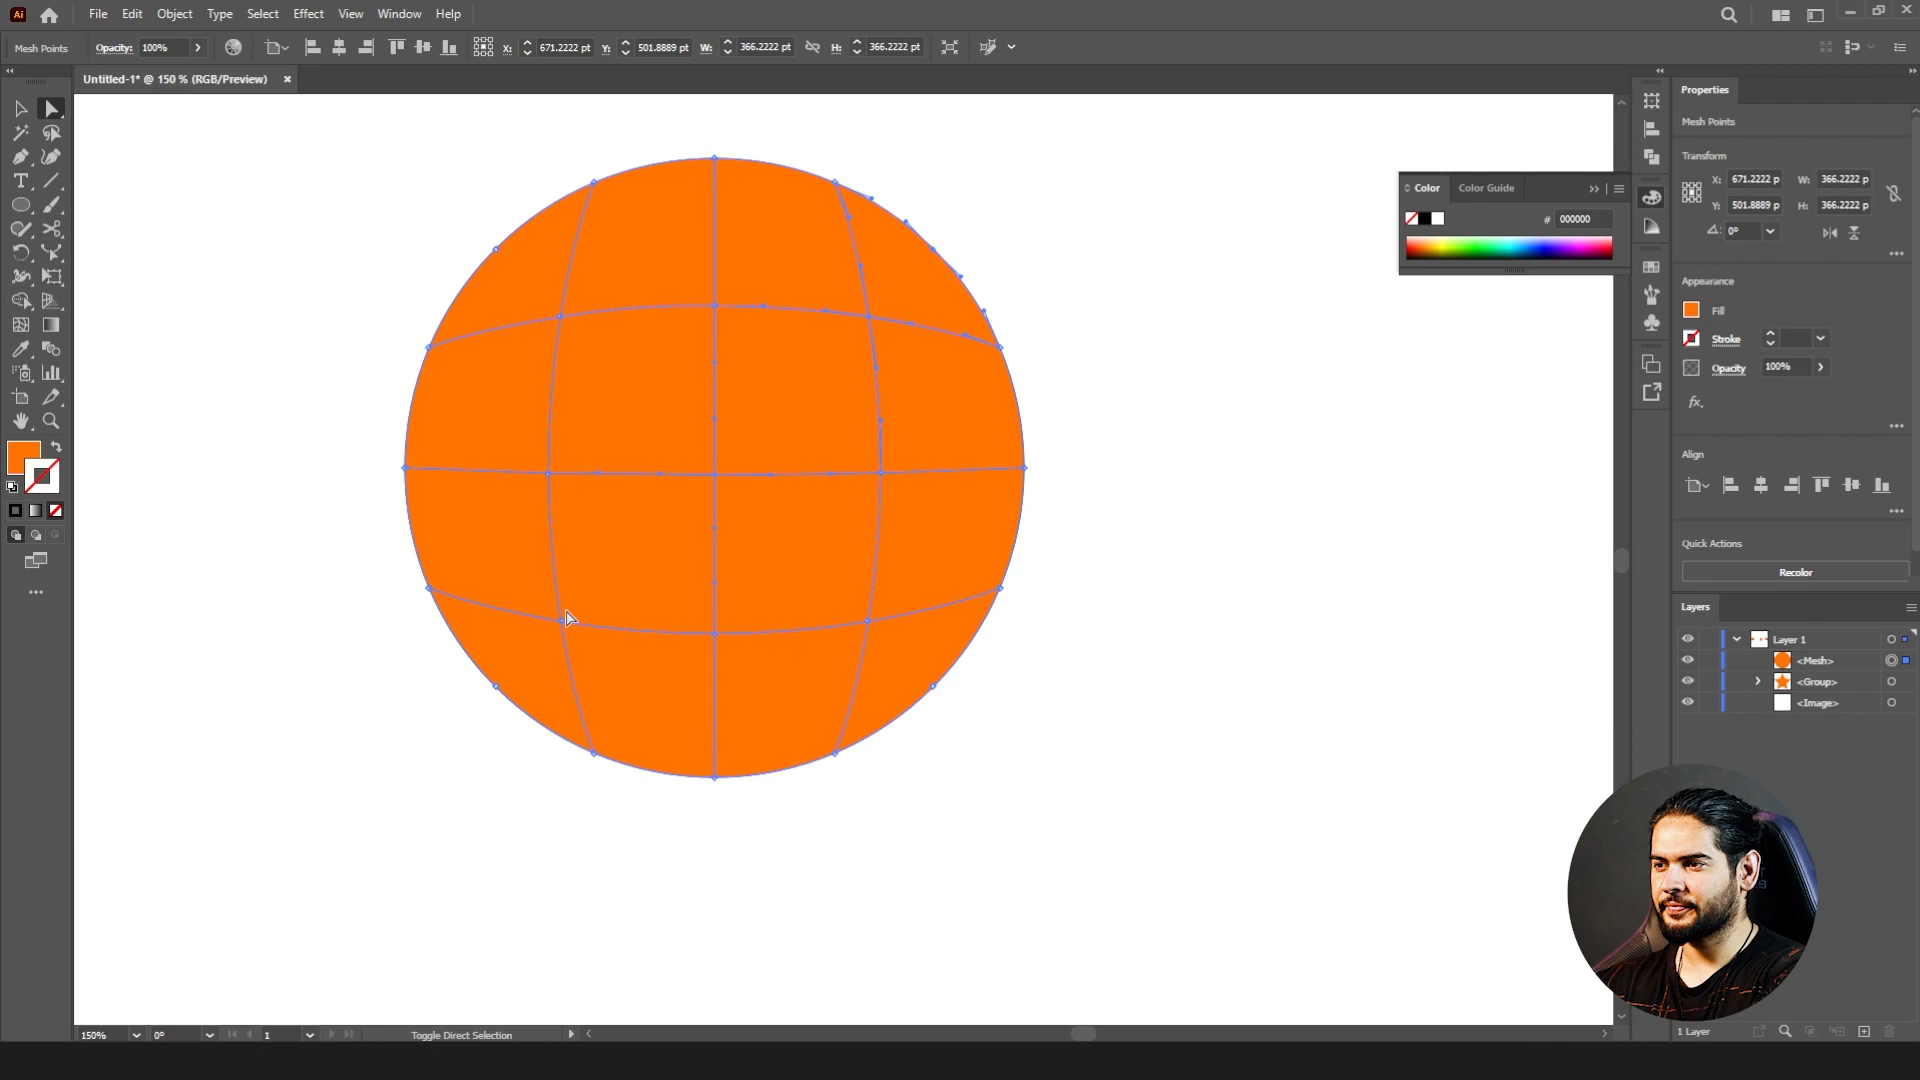 Ai File Edit Object Type Select Effect View Window Help
Mesh Points Opacity: 100% X: 671.2222 pt Y: 501.8889 pt W: 366.2222 pt H: 366.2222 pt
Untitled-1* @ 150 % (RGB/Preview)
Properties
Mesh Points
Transform
X: 671.2222 p W: 366.2222 p
Y: 501.8889 p H: 366.2222 p
0°
Appearance
Fill
Stroke
Opacity 100%
fx.
Align
Quick Actions
Recolor
Color Color Guide
# 000000
Layers
Layer 1
<Mesh>
<Group>
<Image>
1 Layer
150% 0° 1 Toggle Direct Selection